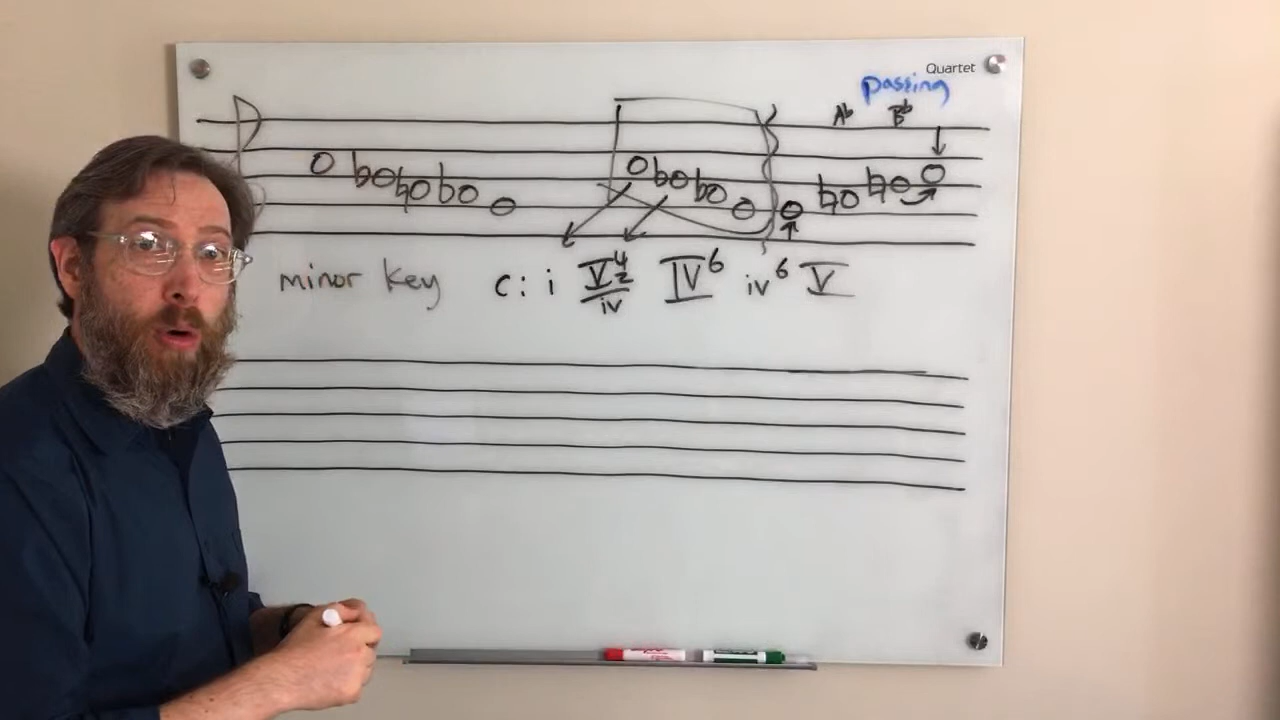 Quartet
passing
A♭ B♭
minor key c: i V4/2/iv IV6 iv6 V